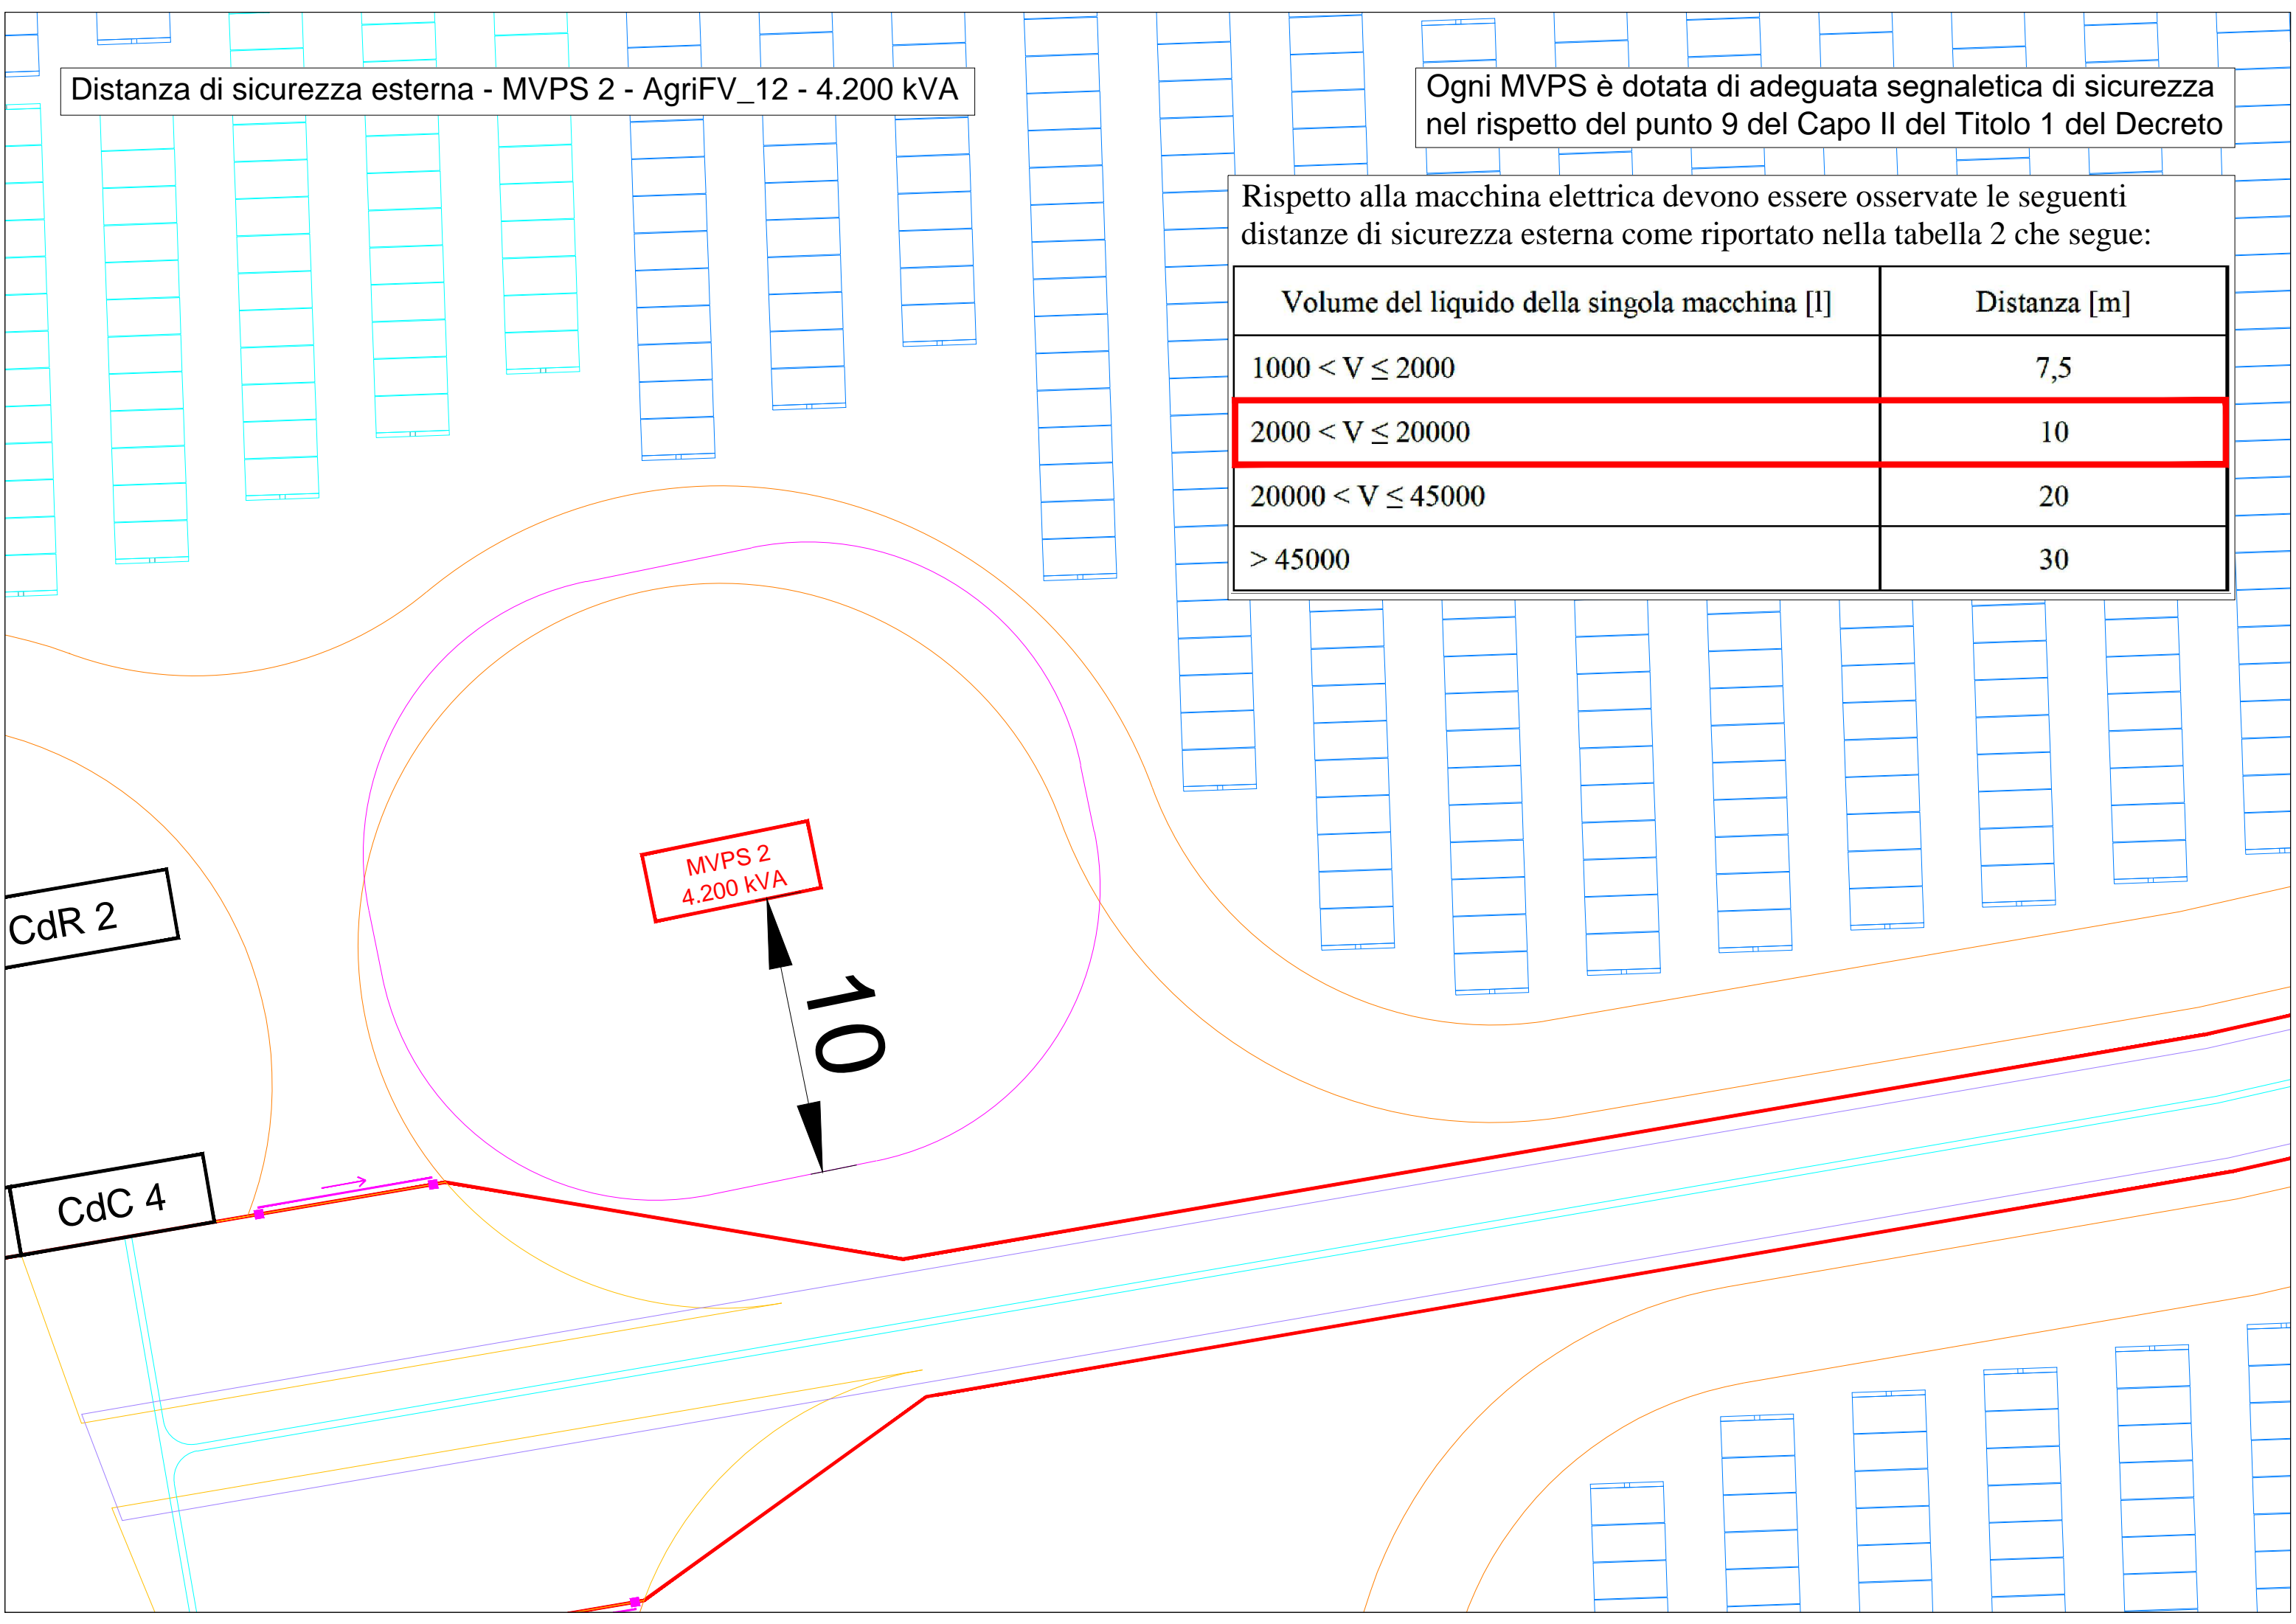 Distanza di sicurezza esterna - MVPS 2 - AgriFV_12 - 4.200 kVA
Ogni MVPS è dotata di adeguata segnaletica di sicurezza
nel rispetto del punto 9 del Capo II del Titolo 1 del Decreto
Rispetto alla macchina elettrica devono essere osservate le seguenti
distanze di sicurezza esterna come riportato nella tabella 2 che segue:
Volume del liquido della singola macchina [l] Distanza [m]
1000 < V ≤ 2000 7,5
2000 < V ≤ 20000 10
20000 < V ≤ 45000 20
> 45000 30
MVPS 2
4.200 kVA
CdR 2
10
CdC 4